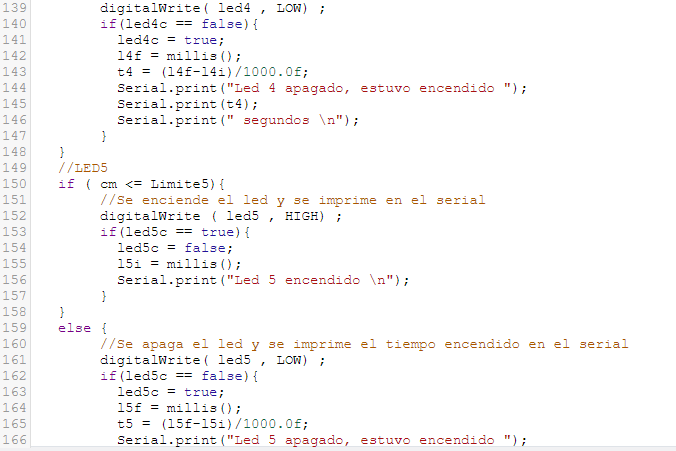 139 digitalWrite( led4 , LOW) ;
140 if(led4c == false){
141 led4c = true;
142 l4f = millis();
143 t4 = (l4f-l4i)/1000.0f;
144 Serial.print("Led 4 apagado, estuvo encendido ");
145 Serial.print(t4);
146 Serial.print(" segundos \n");
147 }
148 }
149 //LED5
150 if ( cm <= Limite5){
151 //Se enciende el led y se imprime en el serial
152 digitalWrite ( led5 , HIGH) ;
153 if(led5c == true){
154 led5c = false;
155 l5i = millis();
156 Serial.print("Led 5 encendido \n");
157 }
158 }
159 else {
160 //Se apaga el led y se imprime el tiempo encendido en el serial
161 digitalWrite( led5 , LOW) ;
162 if(led5c == false){
163 led5c = true;
164 l5f = millis();
165 t5 = (l5f-l5i)/1000.0f;
166 Serial.print("Led 5 apagado, estuvo encendido ");